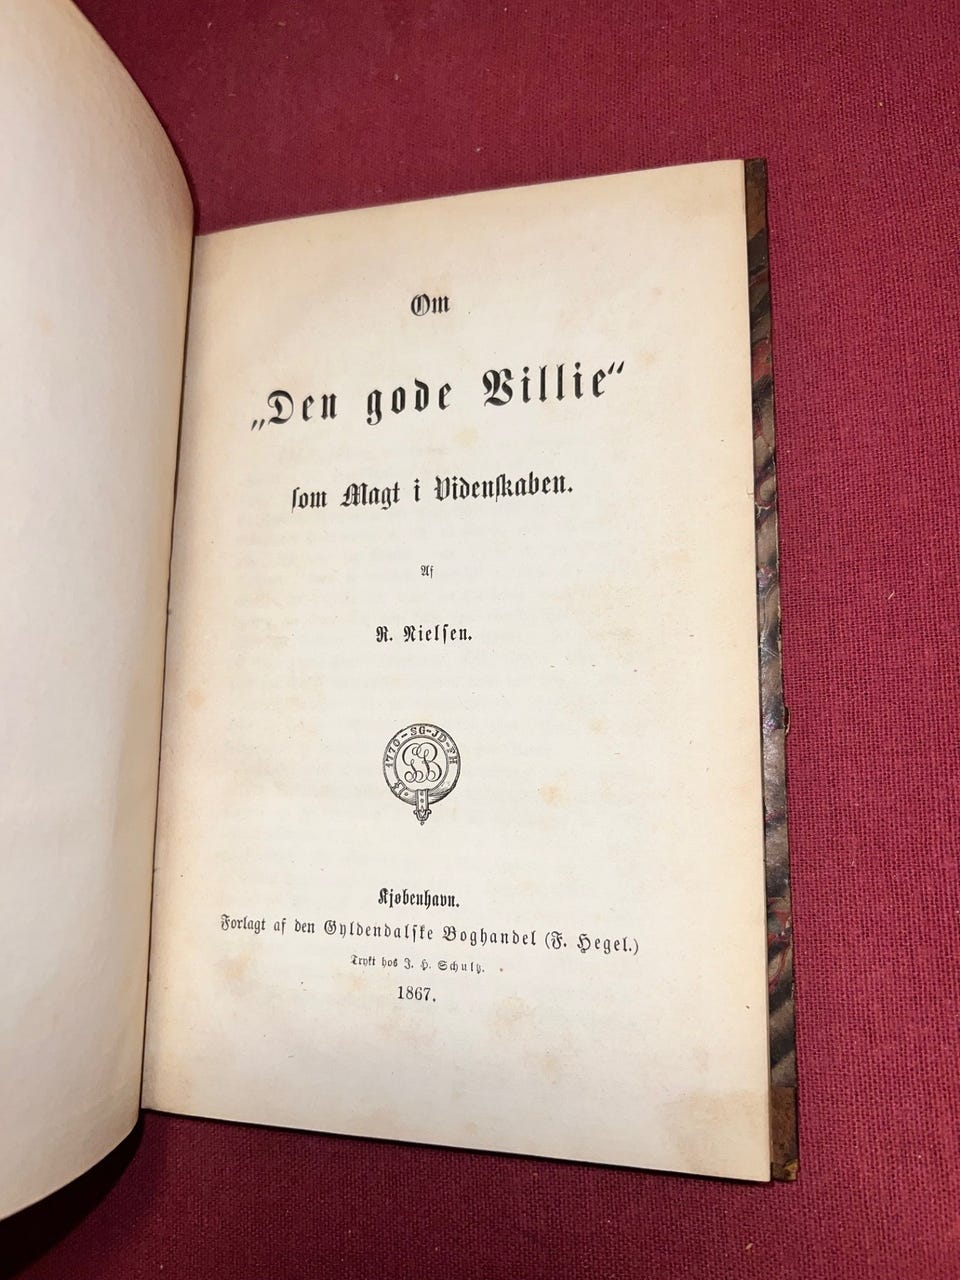 Om
„Den gode Villie“
som Magt i Videnskaben.
Af
R. Nielsen.
1770-SG-JD-FH
GB
Kjøbenhavn.
Forlagt af den Gyldendalske Boghandel (F. Hegel.)
Trykt hos J. H. Schultz.
1867.